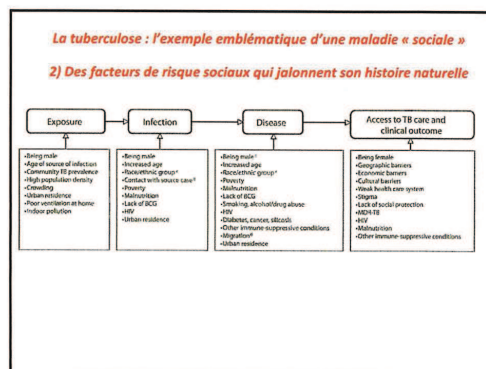 La tuberculose : l'exemple emblématique d'une maladie « sociale »
2) Des facteurs de risque sociaux qui jalonnent son histoire naturelle
Exposure
Infection
Disease
Access to TB care and
clinical outcome
•Being male
•Age of source of infection
•Community TB prevalence
•High population density
•Crowding
•Urban residence
•Poor ventilation at home
•Indoor pollution
•Being male
•Increased age
•Race/ethnic group
•Contact with source case
•Poverty
•Malnutrition
•Lack of BCG
•HIV
•Urban residence
•Being male
•Increased age
•Race/ethnic group
•Poverty
•Malnutrition
•Lack of BCG
•Smoking, alcohol/drug abuse
•HIV
•Diabetes, cancer, silicosis
•Other immune-suppressive conditions
•Migration
•Urban residence
•Being female
•Geographic barriers
•Economic barriers
•Cultural barriers
•Weak health care system
•Stigma
•Lack of social protection
•MDR-TB
•HIV
•Malnutrition
•Other immune-suppressive conditions